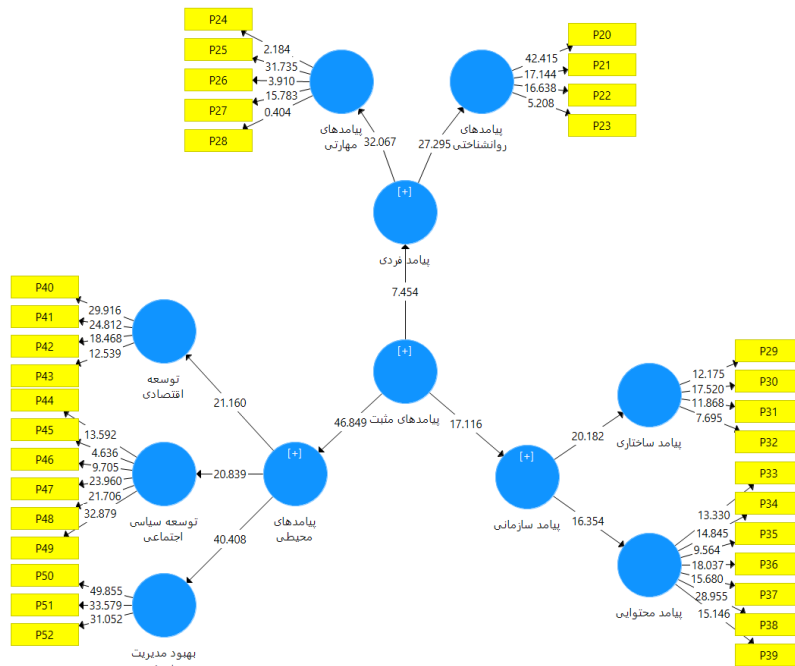 P24
P25
P26
P27
P28
2.184
31.735
3.910
15.783
0.404
پیامدهای
مهارتی
P20
P21
P22
P23
42.415
17.144
16.638
5.208
پیامدهای
روانشناختی
32.067
27.295
[+]
پیامد فردی
7.454
[+]
پیامدهای مثبت
46.849
17.116
P40
P41
P42
P43
29.916
24.812
18.468
12.539
توسعه
اقتصادی
P44
P45
P46
P47
P48
P49
13.592
4.636
9.705
23.960
21.706
32.879
توسعه سیاسی
اجتماعی
P50
P51
P52
49.855
33.579
31.052
بهبود مدیریت
21.160
20.839
40.408
[+]
پیامدهای
محیطی
[+]
پیامد سازمانی
20.182
16.354
پیامد ساختاری
12.175
17.520
11.868
7.695
P29
P30
P31
P32
پیامد محتوایی
13.330
14.845
9.564
18.037
15.680
28.955
15.146
P33
P34
P35
P36
P37
P38
P39